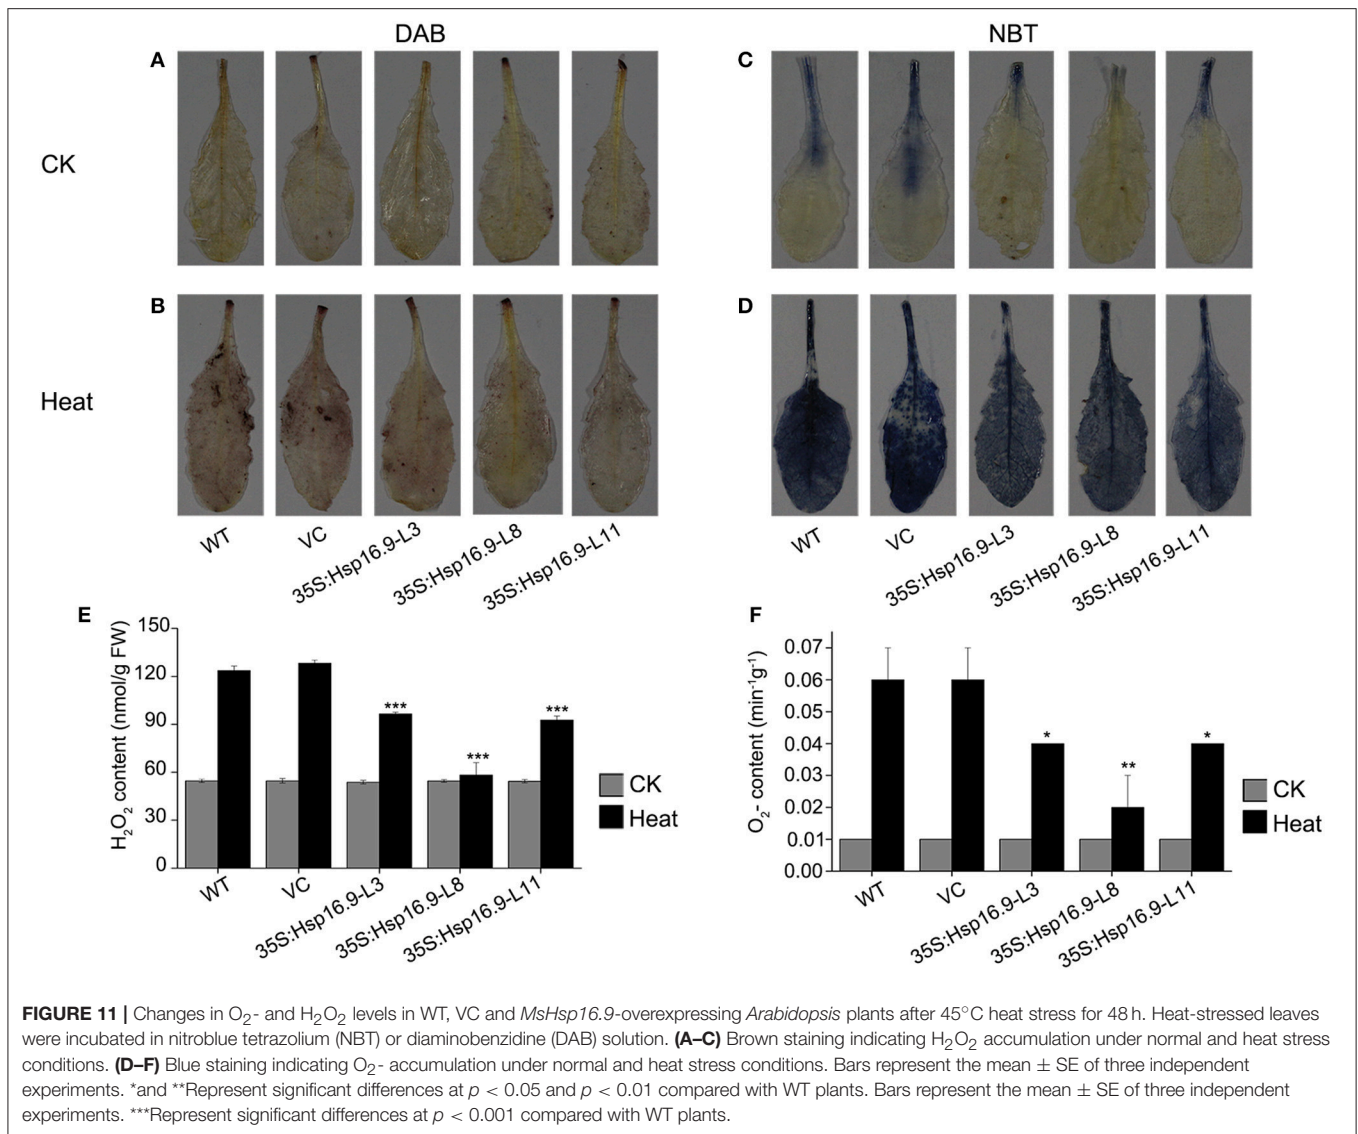 DAB
NBT
A
C
CK
B
D
Heat
WT
VC
35S:Hsp16.9-L3
35S:Hsp16.9-L8
35S:Hsp16.9-L11
WT
VC
35S:Hsp16.9-L3
35S:Hsp16.9-L8
35S:Hsp16.9-L11
E
H₂O₂ content (nmol/g FW)
150
120
90
60
30
0
***
***
***
CK
Heat
WT
VC
35S:Hsp16.9-L3
35S:Hsp16.9-L8
35S:Hsp16.9-L11
F
O₂- content (min⁻¹g⁻¹)
0.07
0.06
0.05
0.04
0.03
0.02
0.01
0.00
*
**
*
CK
Heat
WT
VC
35S:Hsp16.9-L3
35S:Hsp16.9-L8
35S:Hsp16.9-L11
FIGURE 11 | Changes in O₂- and H₂O₂ levels in WT, VC and MsHsp16.9-overexpressing Arabidopsis plants after 45°C heat stress for 48 h. Heat-stressed leaves
were incubated in nitroblue tetrazolium (NBT) or diaminobenzidine (DAB) solution. (A–C) Brown staining indicating H₂O₂ accumulation under normal and heat stress
conditions. (D–F) Blue staining indicating O₂- accumulation under normal and heat stress conditions. Bars represent the mean ± SE of three independent
experiments. *and **Represent significant differences at p < 0.05 and p < 0.01 compared with WT plants. Bars represent the mean ± SE of three independent
experiments. ***Represent significant differences at p < 0.001 compared with WT plants.